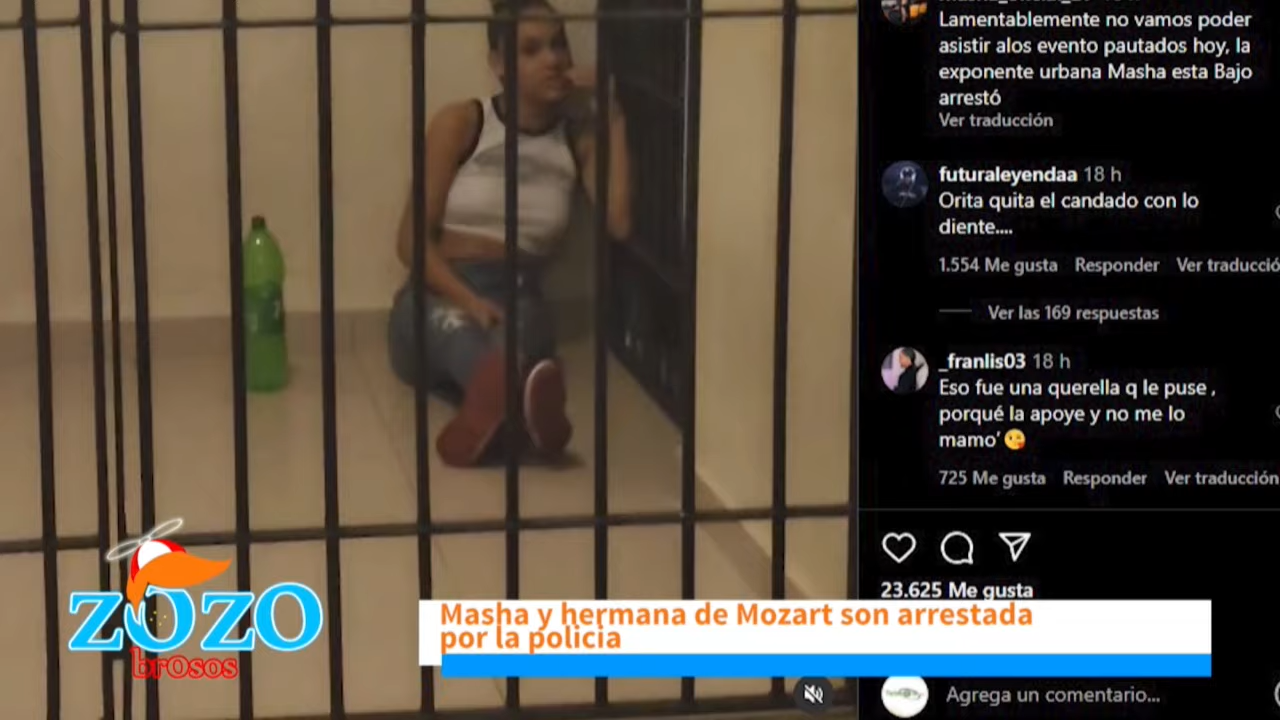 Lamentablemente no vamos poder
asistir alos evento pautados hoy, la
exponente urbana Masha esta Bajo
arrestó
Ver traducción
futuraleyendaa 18 h
Orita quita el candado con lo
diente....
1.554 Me gusta Responder Ver traducció
Ver las 169 respuestas
_franlis03 18 h
Eso fue una querella q le puse ,
porqué la apoye y no me lo
mamo' 😘
725 Me gusta Responder Ver traducción
23.625 Me gusta
Agrega un comentario...
Masha y hermana de Mozart son arrestada
por la policía
ZOZO
brOsos